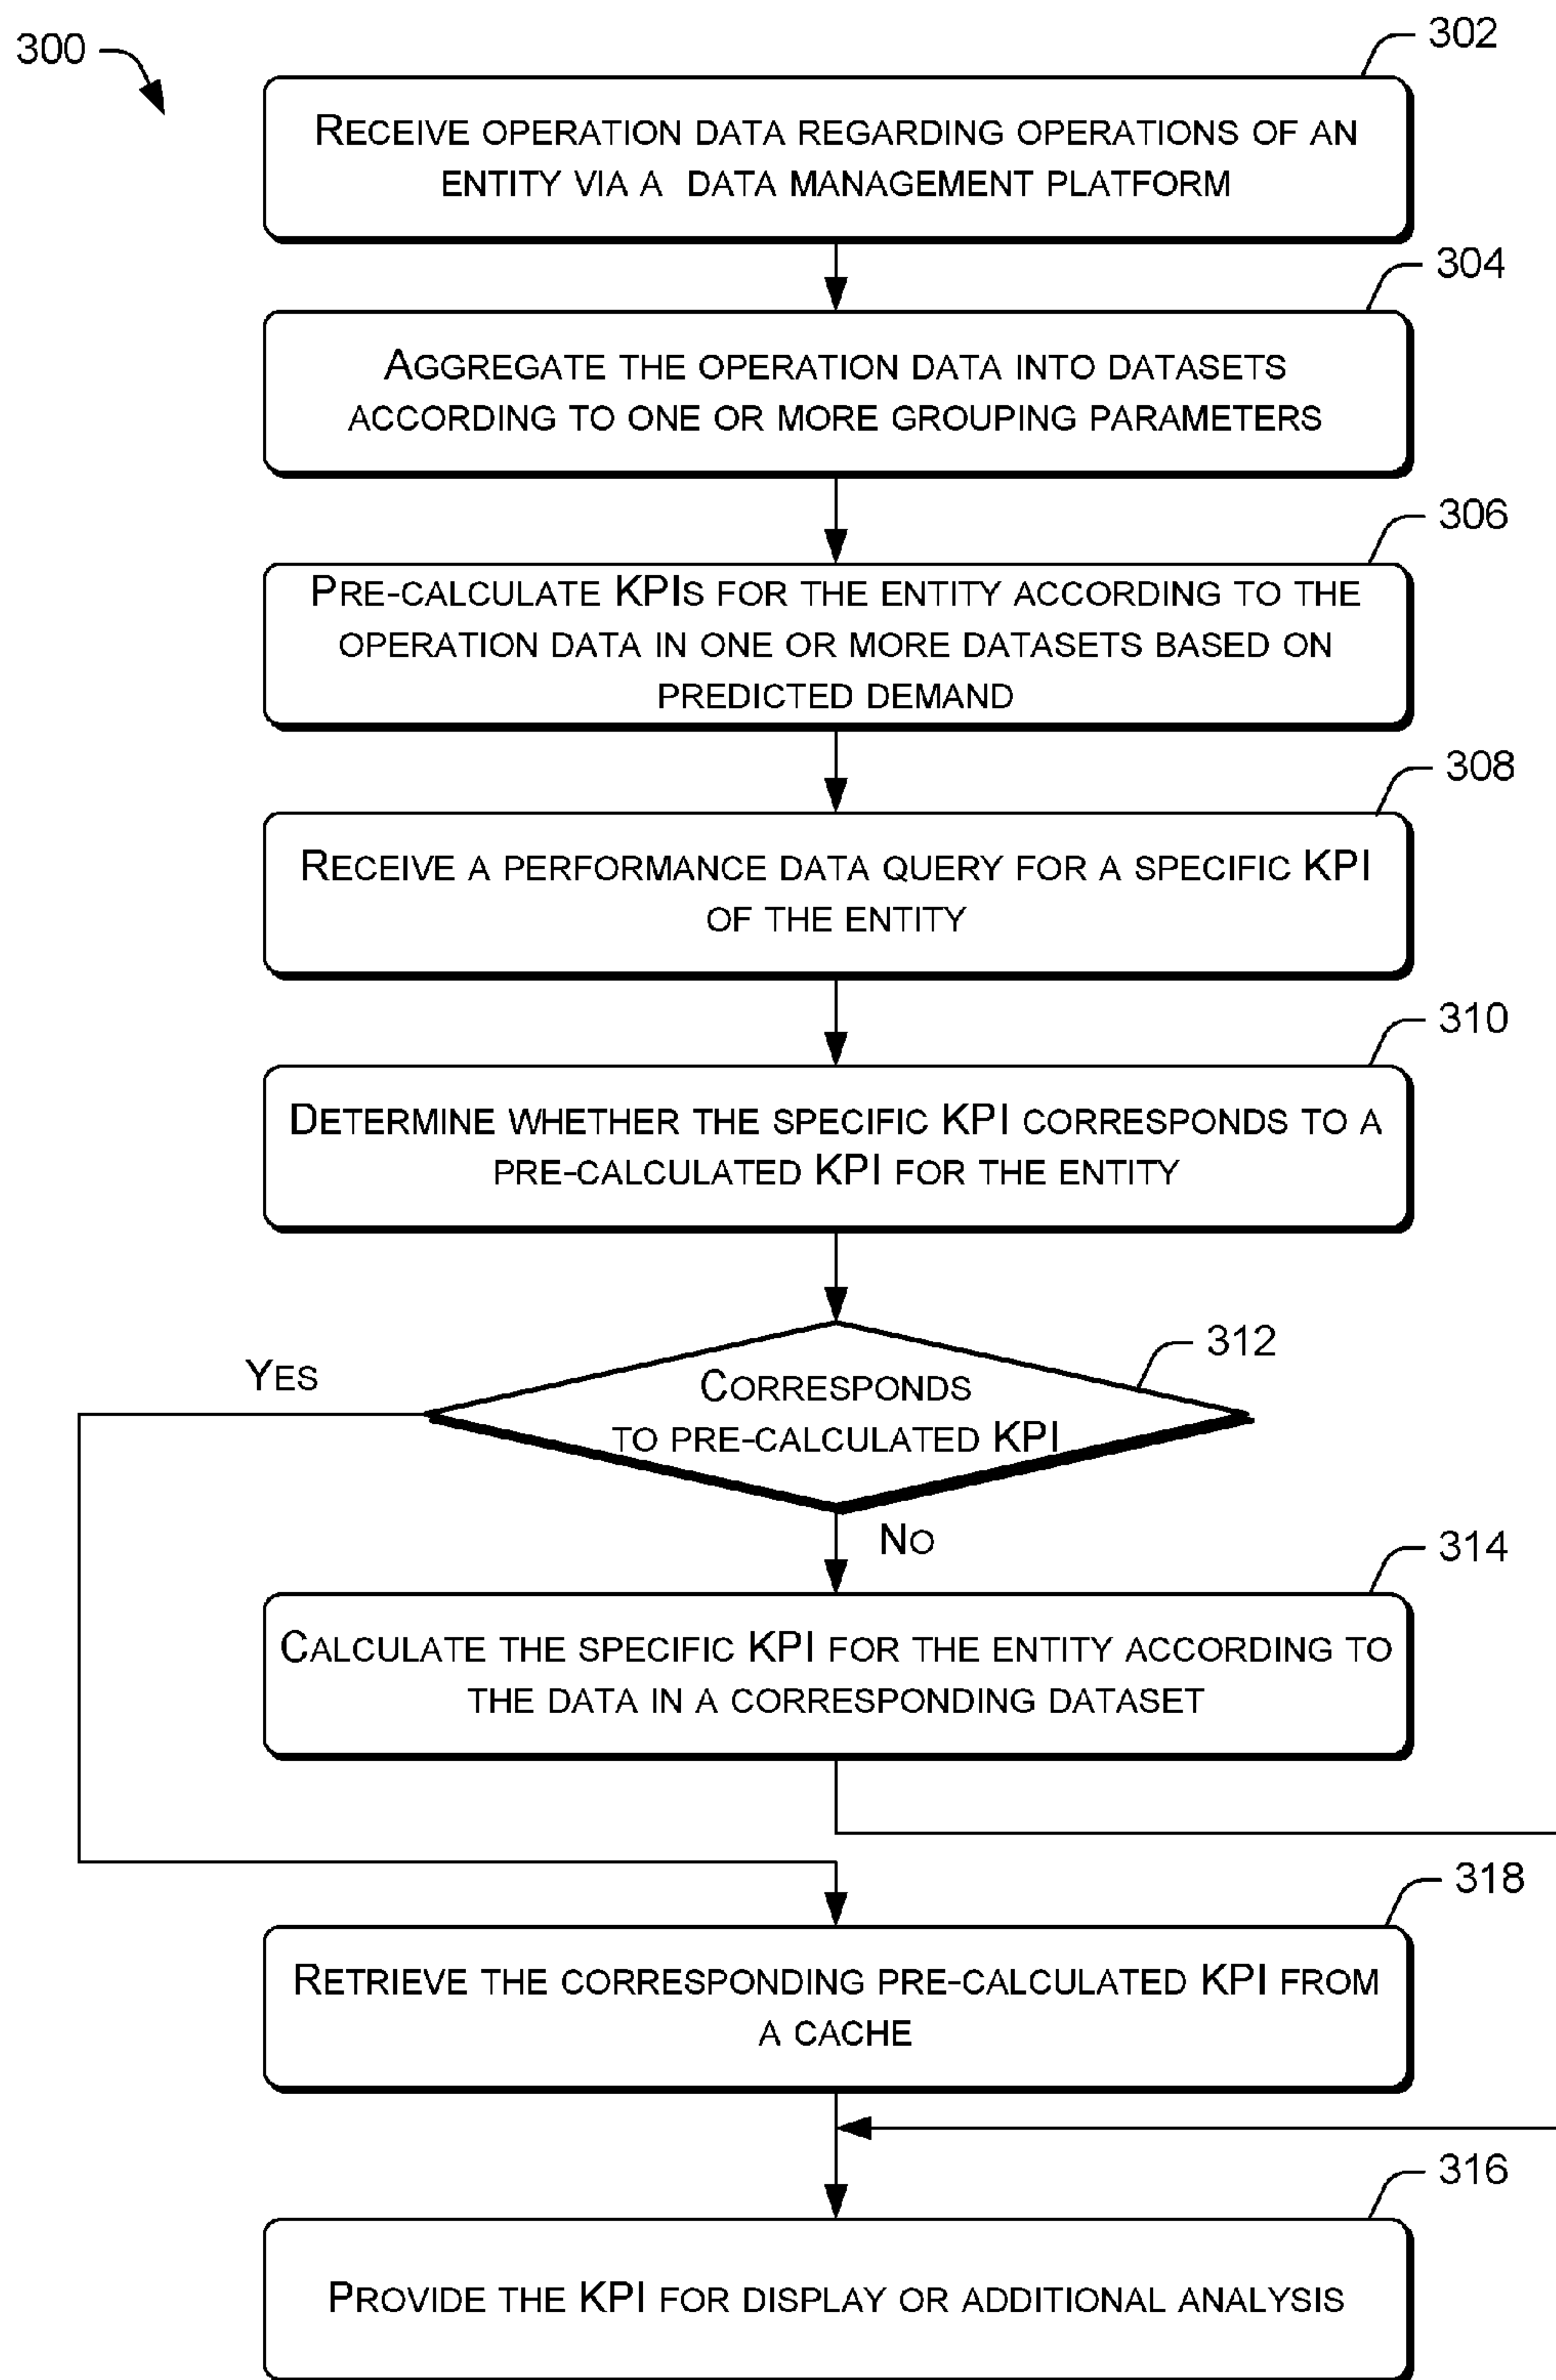 300
302
Receive operation data regarding operations of an
entity via a data management platform
304
Aggregate the operation data into datasets
according to one or more grouping parameters
306
Pre-calculate KPIs for the entity according to the
operation data in one or more datasets based on
predicted demand
308
Receive a performance data query for a specific KPI
of the entity
310
Determine whether the specific KPI corresponds to a
pre-calculated KPI for the entity
312
Yes
Corresponds
to pre-calculated KPI
No
314
Calculate the specific KPI for the entity according to
the data in a corresponding dataset
318
Retrieve the corresponding pre-calculated KPI from
a cache
316
Provide the KPI for display or additional analysis